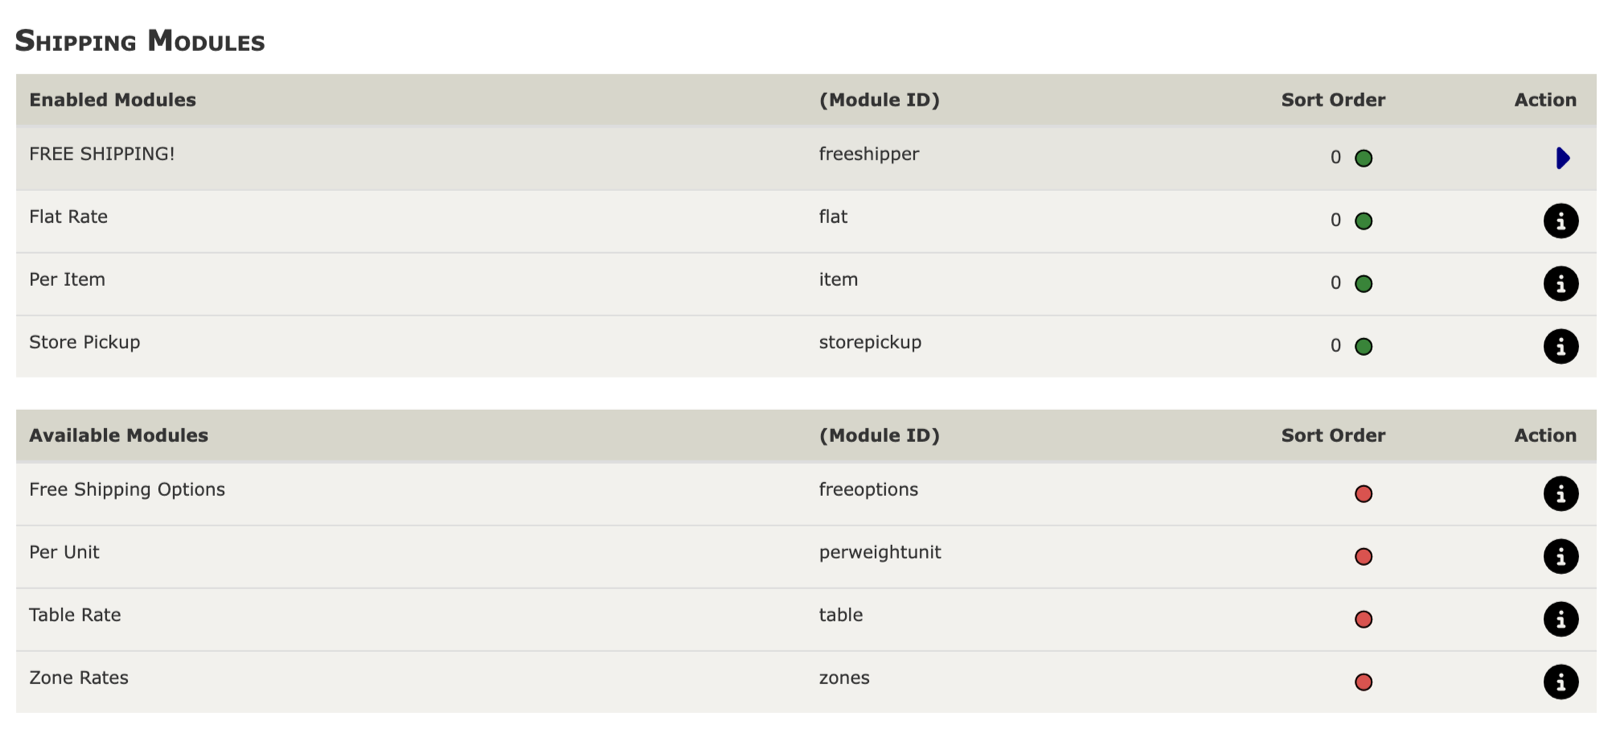 Shipping Modules
Enabled Modules (Module ID) Sort Order Action
FREE SHIPPING! freeshipper 0
Flat Rate flat 0
Per Item item 0
Store Pickup storepickup 0
Available Modules (Module ID) Sort Order Action
Free Shipping Options freeoptions
Per Unit perweightunit
Table Rate table
Zone Rates zones